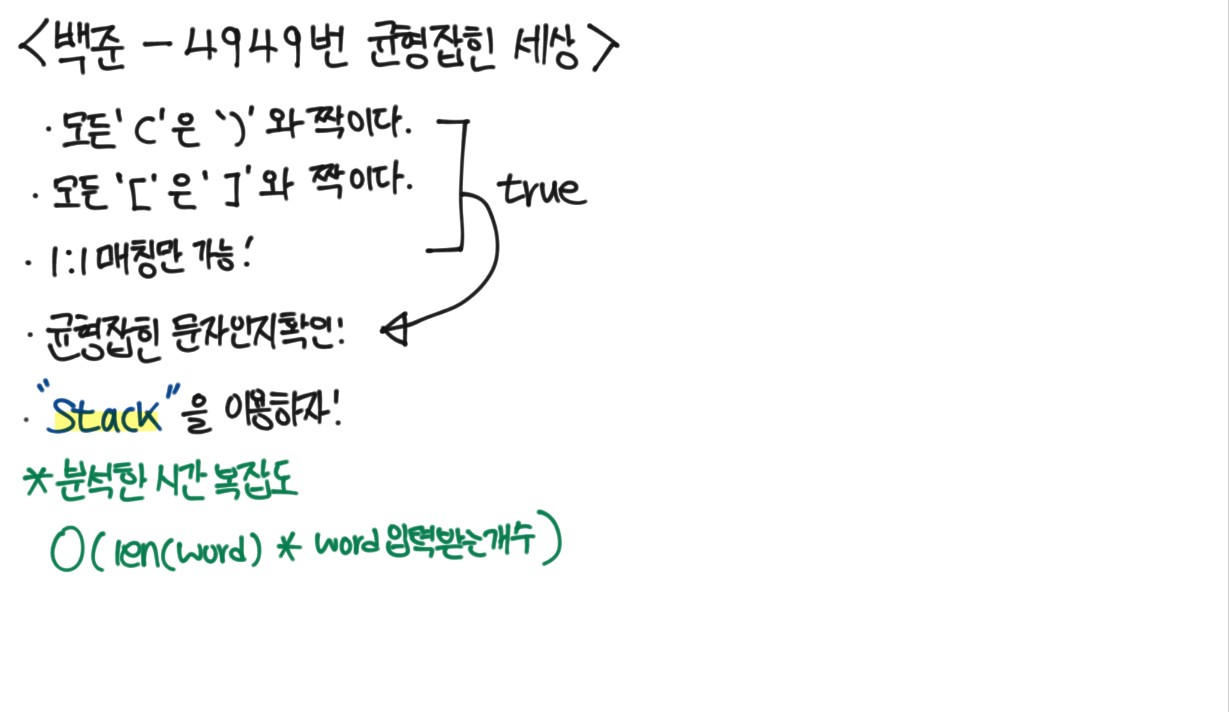 <백준 - 4949번 균형잡힌 세상>
· 모든 '(' 은 ')' 와 짝이다.
· 모든 '[' 은 ']' 와 짝이다.
true
· 1:1 매칭만 가능!
· 균형잡힌 문자인지확인!
· "Stack"을 이용하자!
* 분석한 시간 복잡도
O(len(word) * word 입력받는개수)